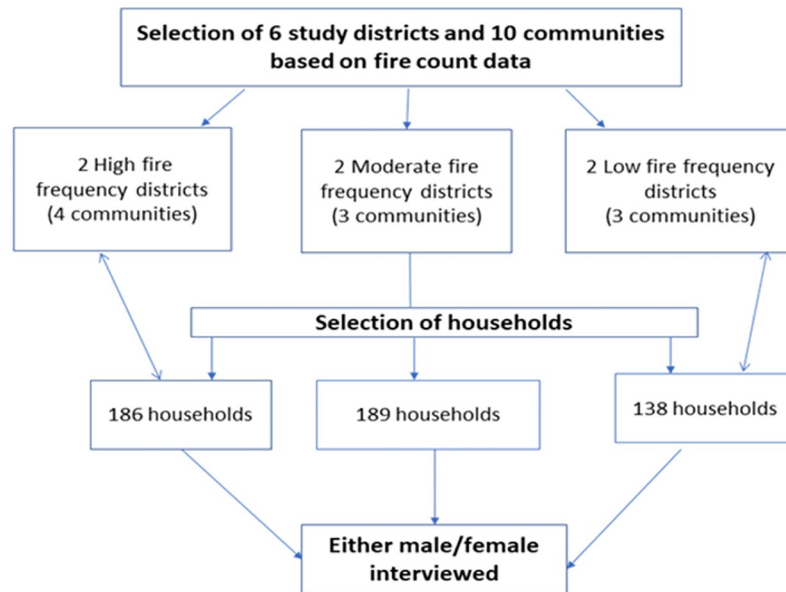 Selection of 6 study districts and 10 communities
based on fire count data
2 High fire
frequency districts
(4 communities)
2 Moderate fire
frequency districts
(3 communities)
2 Low fire frequency
districts
(3 communities)
Selection of households
186 households
189 households
138 households
Either male/female
interviewed